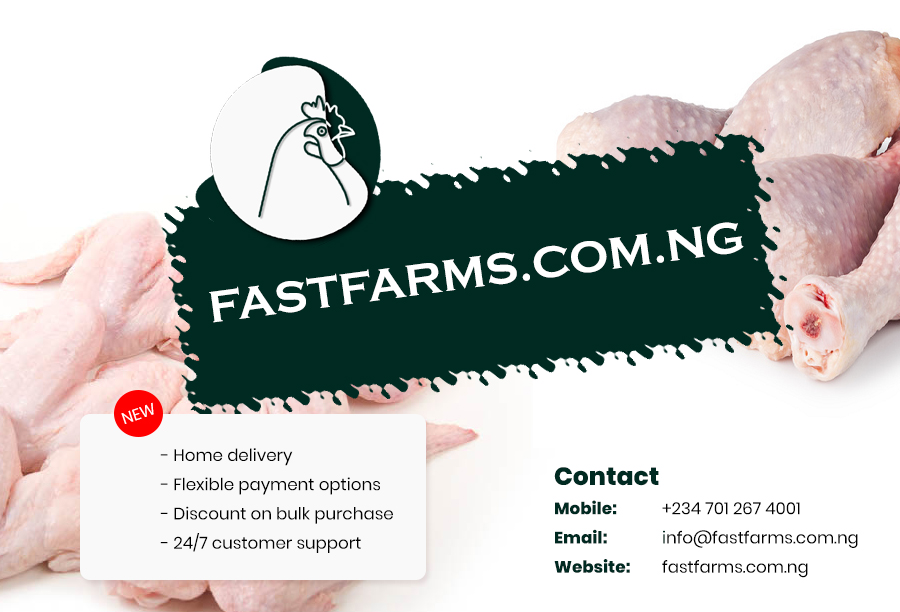 FASTFARMS.COM.NG
NEW
- Home delivery
- Flexible payment options
- Discount on bulk purchase
- 24/7 customer support
Contact
Mobile: +234 701 267 4001
Email: info@fastfarms.com.ng
Website: fastfarms.com.ng